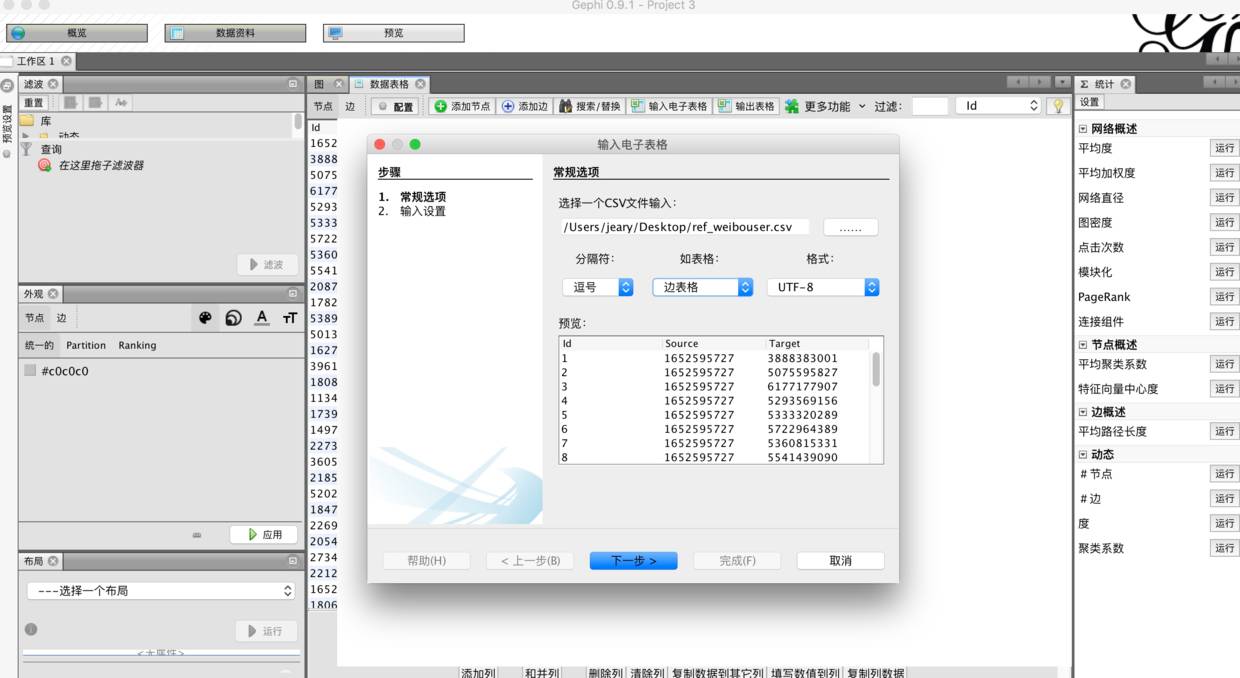 Gephi 0.9.1 - Project 3
概览
数据资料
预览
工作区 1
预览设置
滤波
重置
库
动态
查询
在这里拖子滤波器
滤波
外观
节点 边
统一的 Partition Ranking
#c0c0c0
应用
布局
---选择一个布局
运行
<无属性>
图 数据表格
节点 边 配置 添加节点 添加边 搜索/替换 输入电子表格 输出表格 更多功能 过滤: Id
Id
1652
3888
5075
6177
5293
5333
5722
5360
5541
2087
1782
5389
5013
1627
3961
1808
1134
1739
1497
2273
3605
2185
5202
1847
2269
2054
2734
2212
1652
1806
输入电子表格
步骤
1. 常规选项
2. 输入设置
常规选项
选择一个CSV文件输入:
/Users/jeary/Desktop/ref_weibouser.csv ......
分隔符: 如表格: 格式:
逗号 边表格 UTF-8
预览:
Id Source Target
1 1652595727 3888383001
2 1652595727 5075595827
3 1652595727 6177177907
4 1652595727 5293569156
5 1652595727 5333320289
6 1652595727 5722964389
7 1652595727 5360815331
8 1652595727 5541439090
帮助(H) < 上一步(B) 下一步 > 完成(F) 取消
添加列 和并列 删除列 清除列 复制数据到其它列 填写数值到列 复制列数据
Σ 统计
设置
网络概述
平均度 运行
平均加权度 运行
网络直径 运行
图密度 运行
点击次数 运行
模块化 运行
PageRank 运行
连接组件 运行
节点概述
平均聚类系数 运行
特征向量中心度 运行
边概述
平均路径长度 运行
动态
# 节点 运行
# 边 运行
度 运行
聚类系数 运行